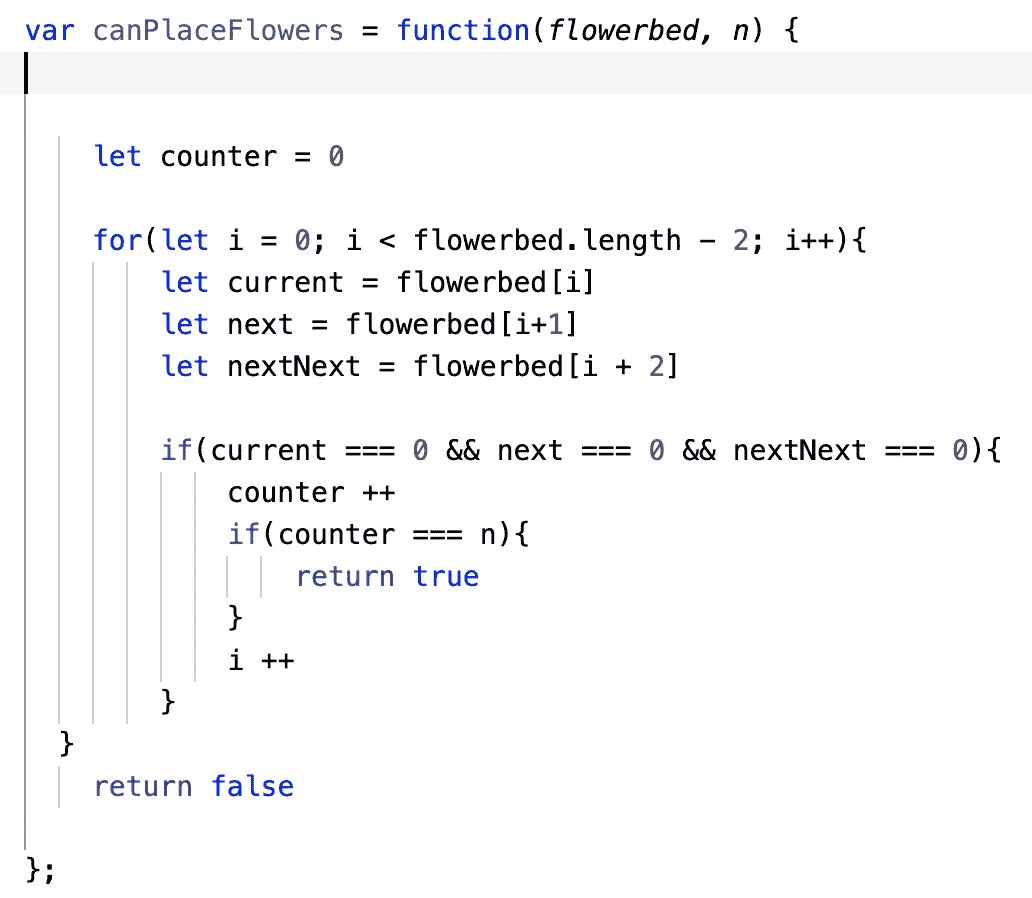 var canPlaceFlowers = function(flowerbed, n) {
let counter = 0
for(let i = 0; i < flowerbed.length - 2; i++){
let current = flowerbed[i]
let next = flowerbed[i+1]
let nextNext = flowerbed[i + 2]
if(current === 0 && next === 0 && nextNext === 0){
counter ++
if(counter === n){
return true
}
i ++
}
}
return false
};